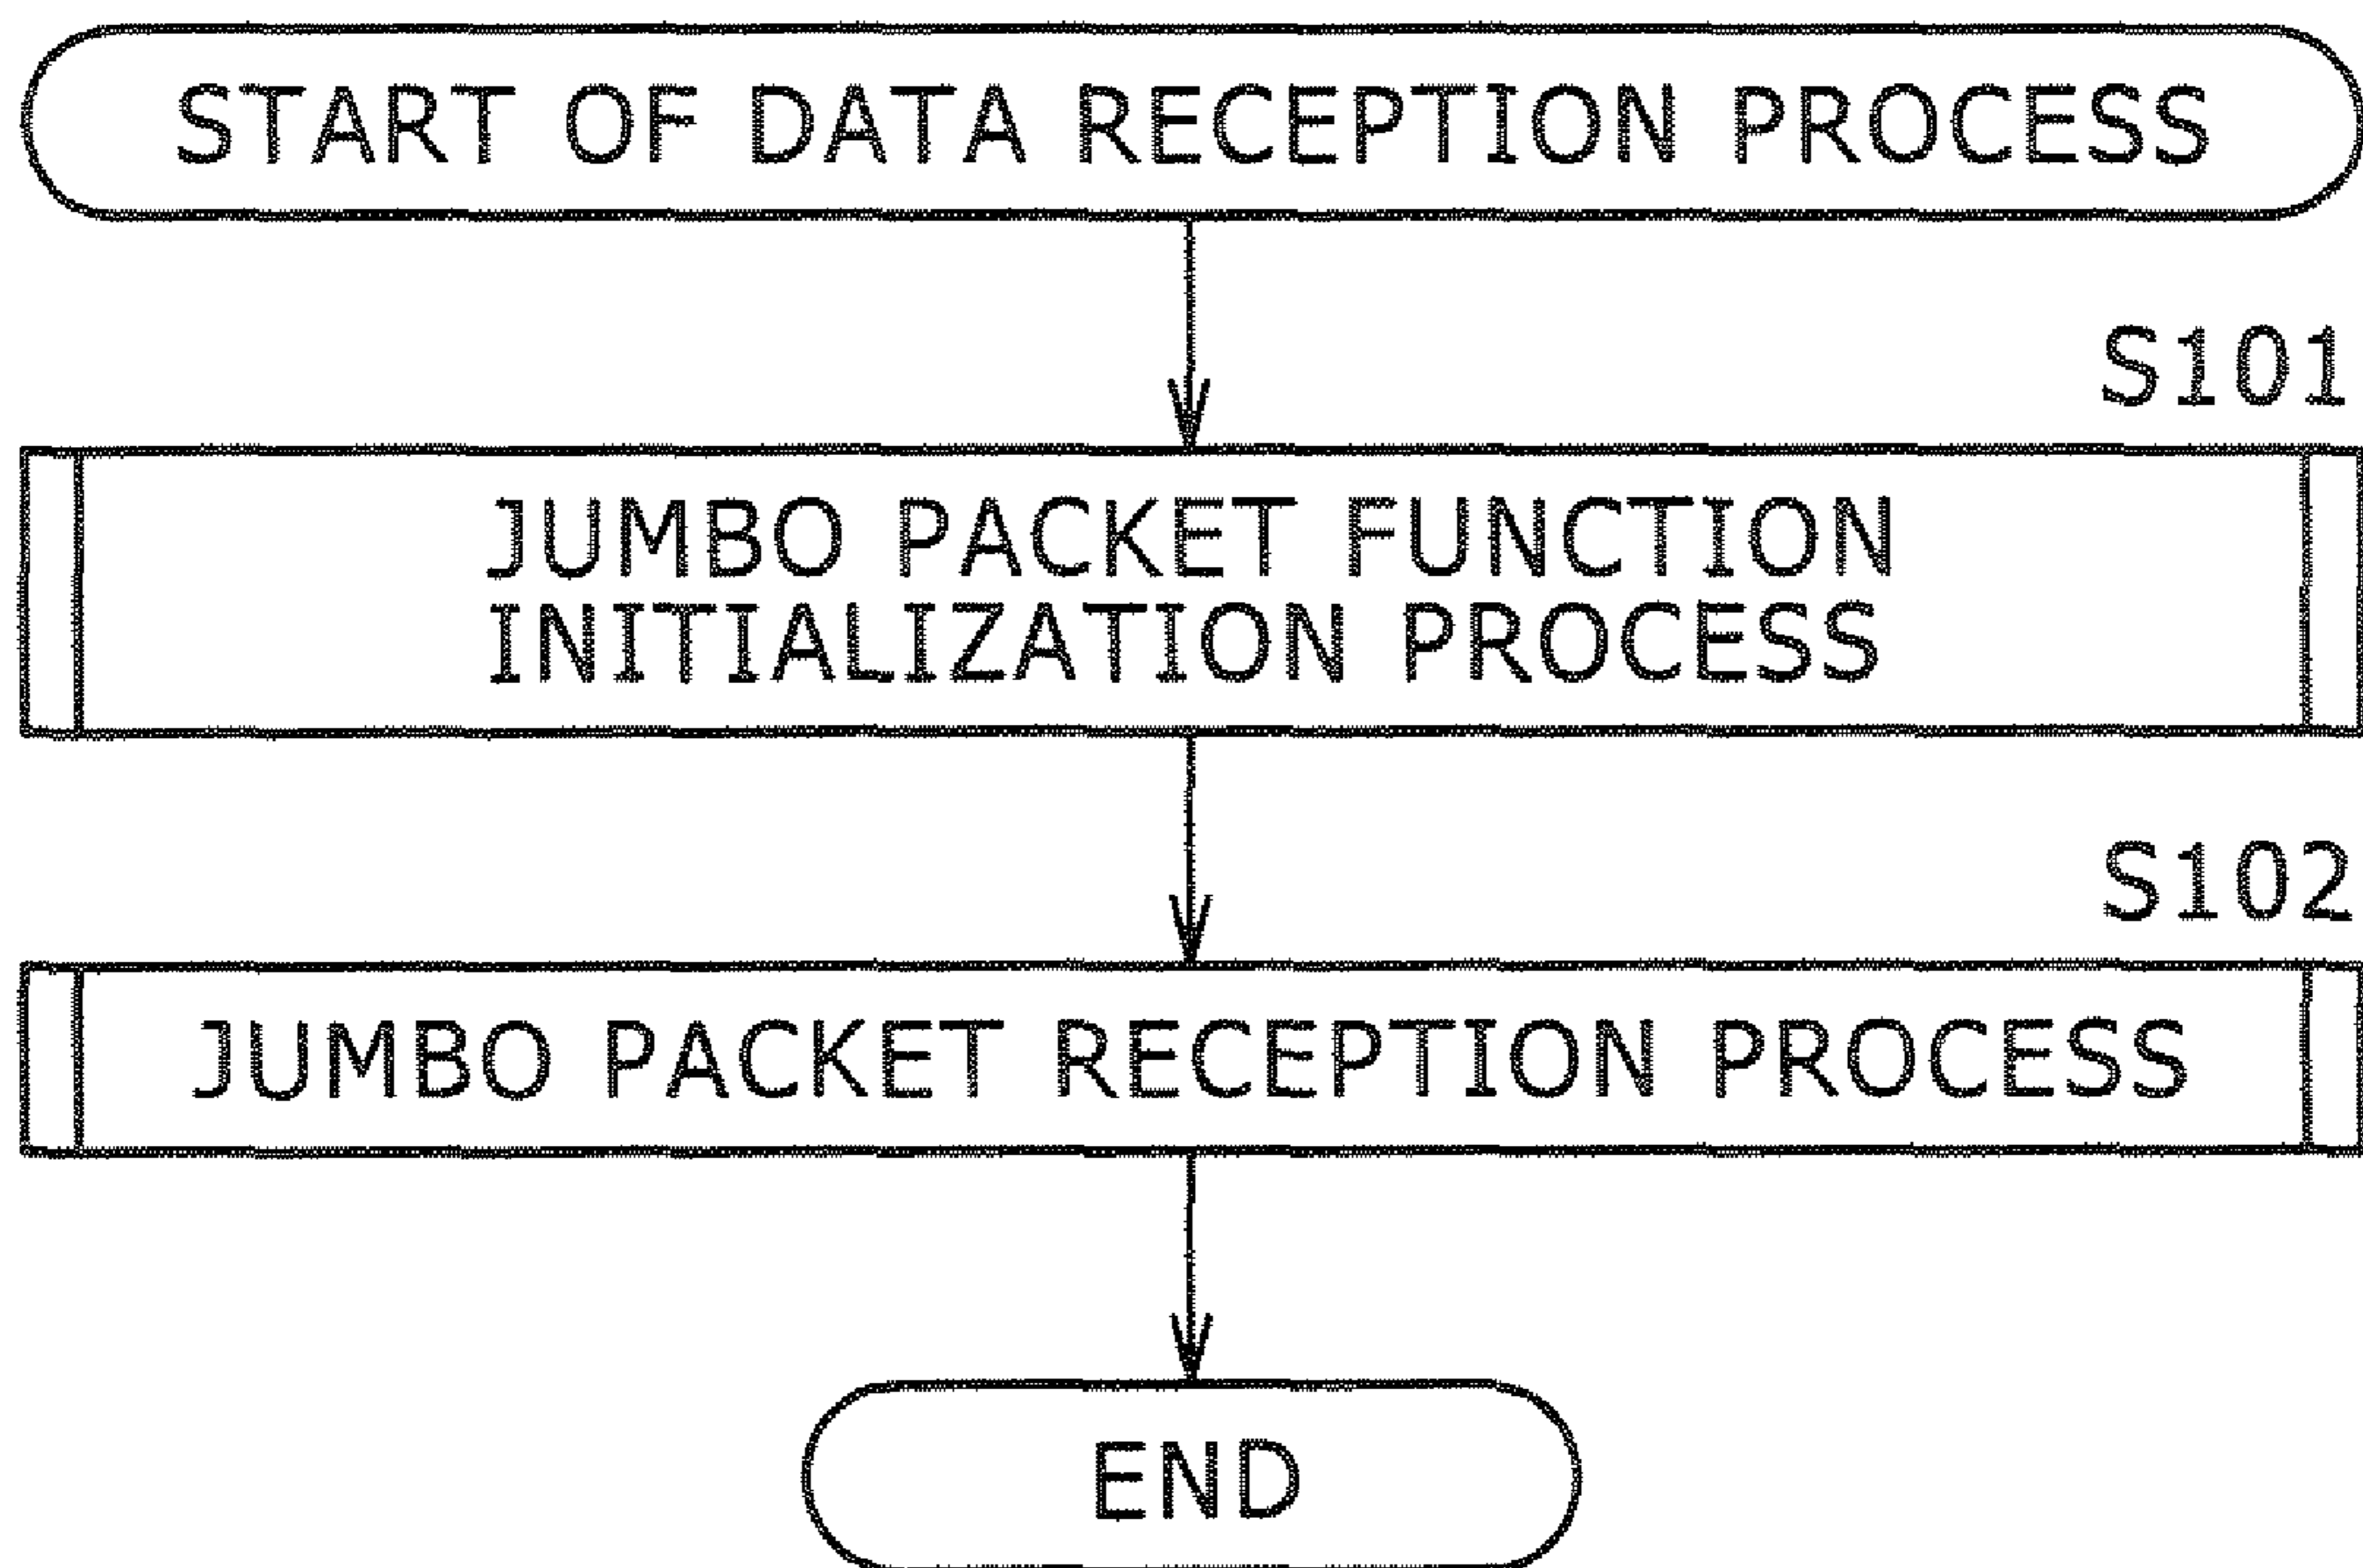 START OF DATA RECEPTION PROCESS
S101
JUMBO PACKET FUNCTION
INITIALIZATION PROCESS
S102
JUMBO PACKET RECEPTION PROCESS
END